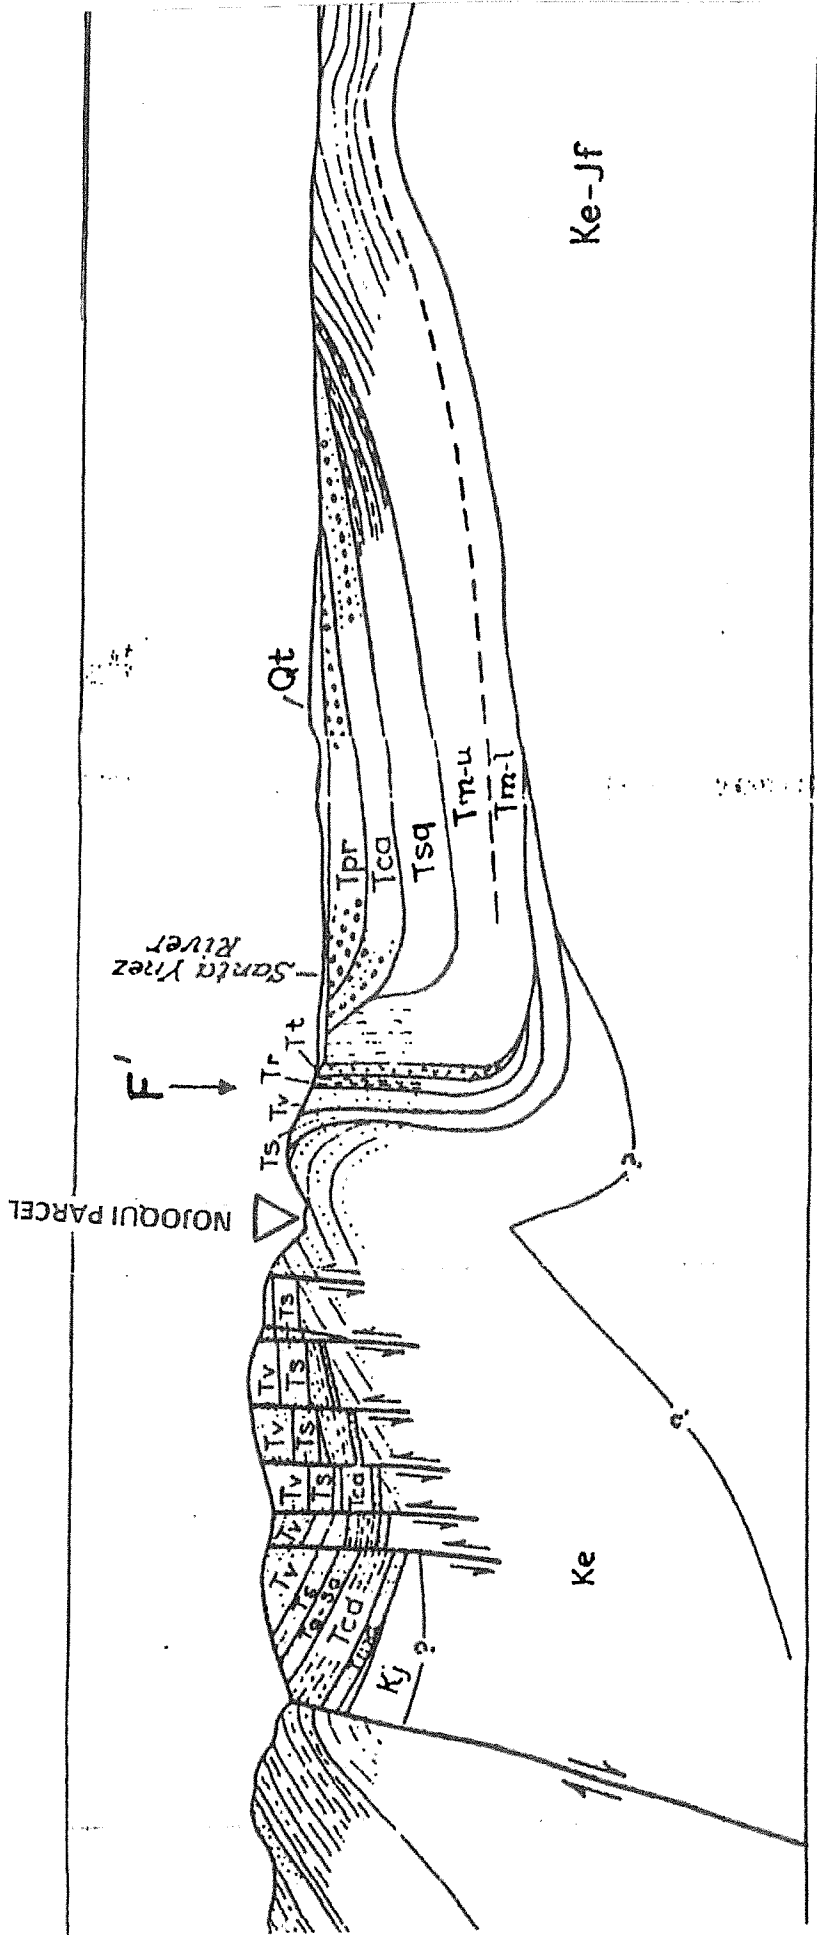 NOJOQUI PARCEL
F'
Santa Ynez
River
Qt
Ts
Tv
Tr
Tt
Tv
Ts
Tv
Ts
Tv
Ts
Tca
Tv
Tv
Ts
Ts
Tcd
Kj
?
Ke
?
?
Tpr
Tca
Tsq
Tm-u
Tm-l
Ke-Jf